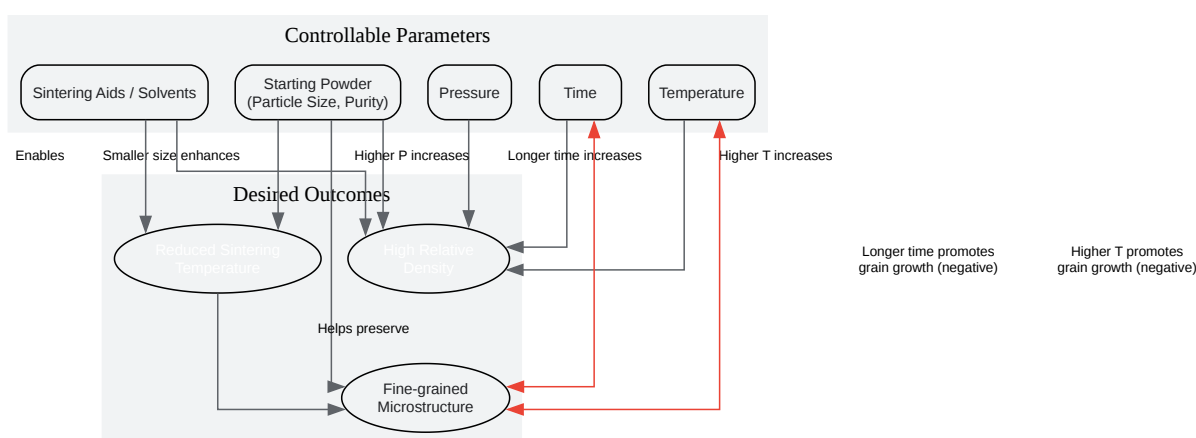 Controllable Parameters
Sintering Aids / Solvents
Starting Powder
(Particle Size, Purity)
Pressure
Time
Temperature
Enables
Smaller size enhances
Higher P increases
Longer time increases
Higher T increases
Desired Outcomes
Reduced Sintering
Temperature
High Relative
Density
Longer time promotes
grain growth (negative)
Higher T promotes
grain growth (negative)
Helps preserve
Fine-grained
Microstructure